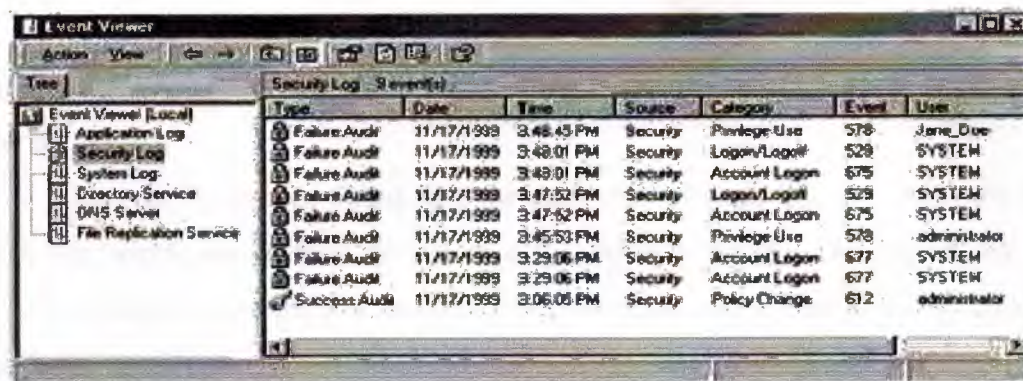 Event Viewer
Action View
Tree
Security Log 9 event(s)
Type Date Time Source Category Event User
Event Viewer (Local)
Application Log
Security Log
System Log
Directory Service
DNS Server
File Replication Service
Failure Audit 11/17/1999 3:48:45 PM Security Privilege Use 578 Jane_Doe
Failure Audit 11/17/1999 3:48:01 PM Security Logon/Logoff 529 SYSTEM
Failure Audit 11/17/1999 3:48:01 PM Security Account Logon 675 SYSTEM
Failure Audit 11/17/1999 3:47:52 PM Security Logon/Logoff 529 SYSTEM
Failure Audit 11/17/1999 3:47:52 PM Security Account Logon 675 SYSTEM
Failure Audit 11/17/1999 3:45:53 PM Security Privilege Use 578 administrator
Failure Audit 11/17/1999 3:29:06 PM Security Account Logon 677 SYSTEM
Failure Audit 11/17/1999 3:29:06 PM Security Account Logon 677 SYSTEM
Success Audit 11/17/1999 3:06:05 PM Security Policy Change 612 administrator